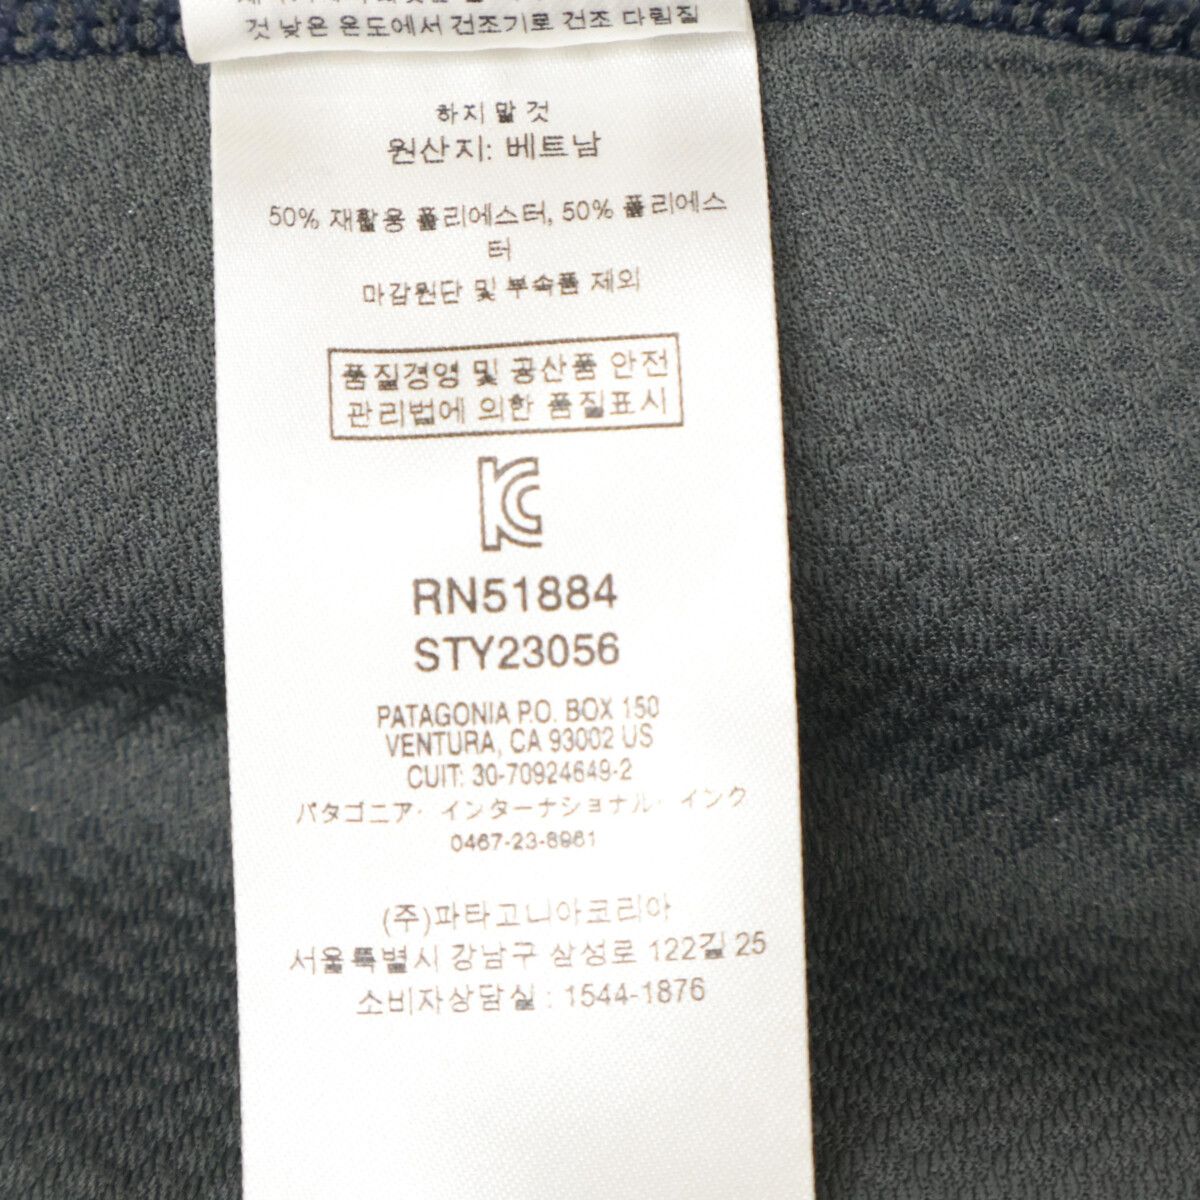 것 낮은 온도에서 건조기로 건조 다림질
하지 말 것
원산지: 베트남
50% 재활용 폴리에스터, 50% 폴리에스
터
마감원단 및 부속품 제외
품질경영 및 공산품 안전
관리법에 의한 품질표시
RN51884
STY23056
PATAGONIA P.O. BOX 150
VENTURA, CA 93002 US
CUIT: 30-70924649-2
パタゴニア・インターナショナル・インク
0467-23-8961
(주)파타고니아코리아
서울특별시 강남구 삼성로 122길 25
소비자상담실 : 1544-1876